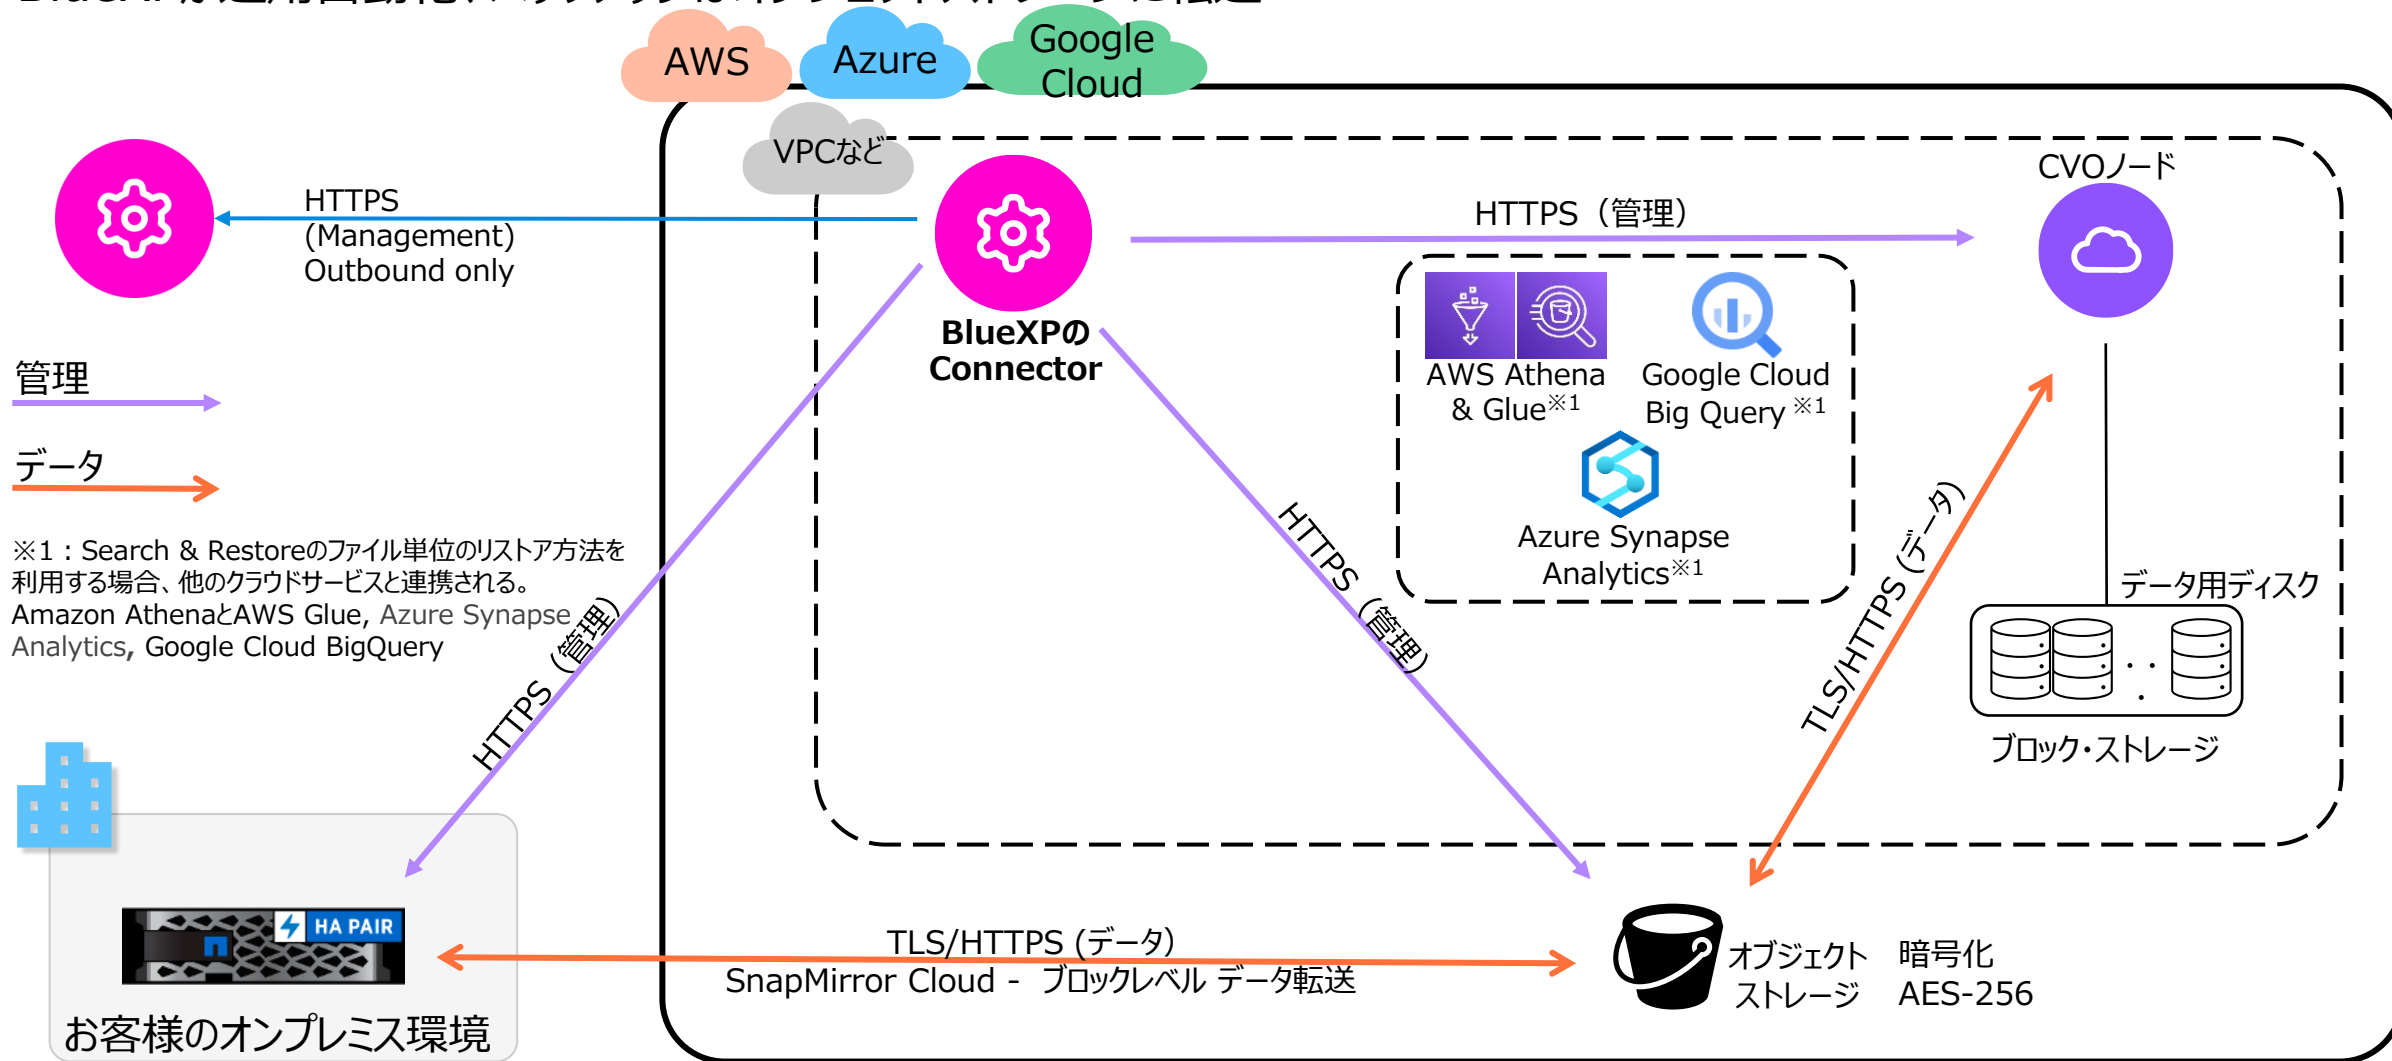 AWS
Azure
Google
Cloud
VPCなど
HTTPS
(Management)
Outbound only
BlueXPの
Connector
HTTPS（管理）
CVOノード
AWS Athena
& Glue※1
Google Cloud
Big Query ※1
Azure Synapse
Analytics※1
管理
データ
※1：Search & Restoreのファイル単位のリストア方法を
利用する場合、他のクラウドサービスと連携される。
Amazon AthenaとAWS Glue, Azure Synapse
Analytics, Google Cloud BigQuery
HTTPS（管理）
HTTPS（管理）
TLS/HTTPS (データ)
データ用ディスク
ブロック・ストレージ
HA PAIR
お客様のオンプレミス環境
TLS/HTTPS (データ)
SnapMirror Cloud - ブロックレベル データ転送
オブジェクト
ストレージ
暗号化
AES-256